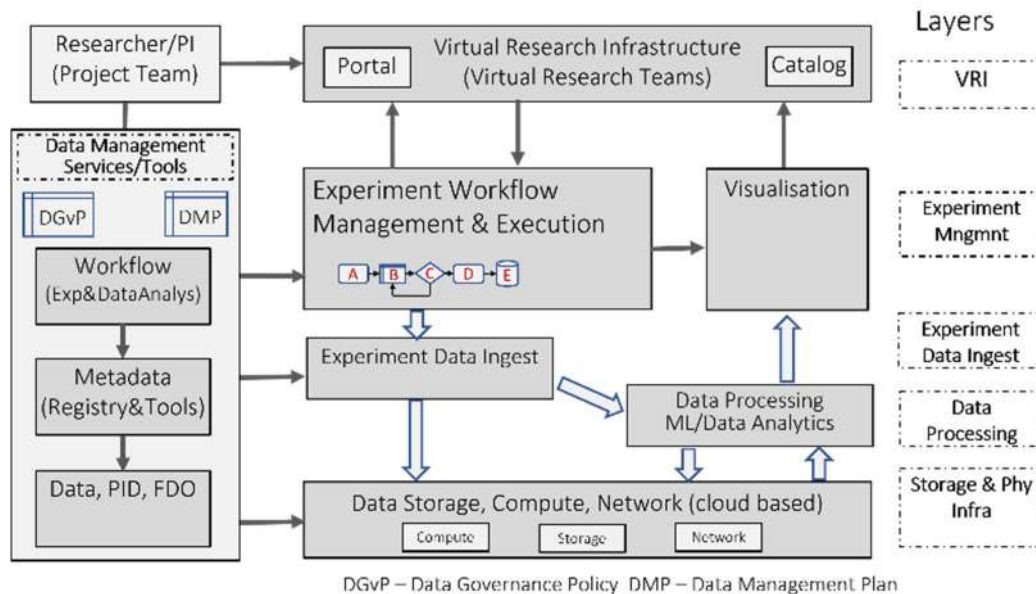 Layers
Researcher/PI
(Project Team)
Virtual Research Infrastructure
(Virtual Research Teams)
Portal
Catalog
VRI
Data Management
Services/Tools
DGvP
DMP
Experiment Workflow
Management & Execution
A
B
C
D
E
Visualisation
Experiment
Mngmnt
Workflow
(Exp&DataAnalys)
Experiment Data Ingest
Experiment
Data Ingest
Metadata
(Registry&Tools)
Data Processing
ML/Data Analytics
Data
Processing
Data, PID, FDO
Data Storage, Compute, Network (cloud based)
Compute
Storage
Network
Storage & Phy
Infra
DGvP – Data Governance Policy DMP – Data Management Plan